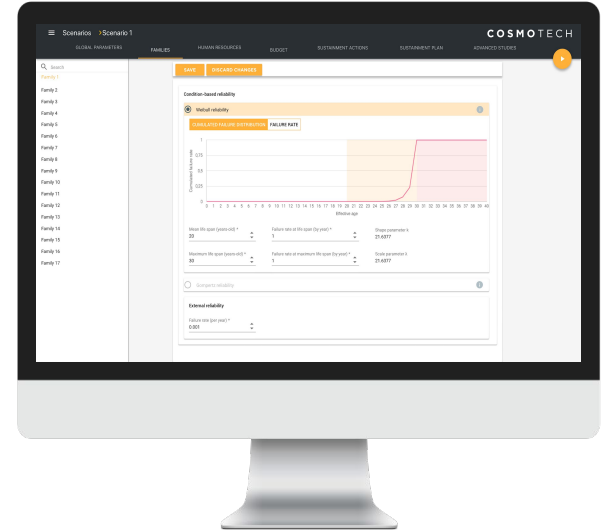 Scenarios >Scenario 1
COSMOTECH
GLOBAL PARAMETERS FAMILIES HUMAN RESOURCES BUDGET SUSTAINMENT ACTIONS SUSTAINMENT PLAN ADVANCED STUDIES
Search
Family 1
Family 2
Family 3
Family 4
Family 5
Family 6
Family 7
Family 8
Family 9
Family 10
Family 11
Family 12
Family 13
Family 14
Family 15
Family 16
Family 17
SAVE DISCARD CHANGES
Condition-based reliability
Weibull reliability
CUMULATED FAILURE DISTRIBUTION FAILURE RATE
Cumulated failure rate
1
0.75
0.5
0.25
0
0 1 2 3 4 5 6 7 8 9 10 11 12 13 14 15 16 17 18 19 20 21 22 23 24 25 26 27 28 29 30 31 32 33 34 35 36 37 38 39 40
Effective age
Mean life span (years old) * Failure rate at life span (by year) * Shape parameter k
1 21.6377
Maximum life span (years old) * Failure rate at maximum life span (by year) * Scale parameter λ
30 1 21.6377
Gompertz reliability
External reliability
Failure rate (per year) *
0.001